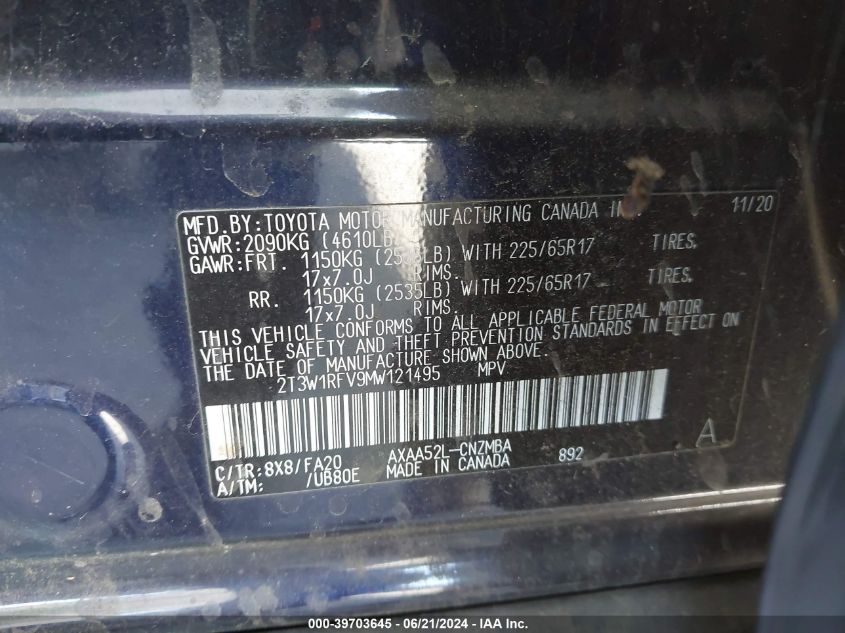 MFD.BY:TOYOTA MOTOR MANUFACTURING CANADA 11/20
GVWR:2090KG (4610LB
GAWR:FRT. 1150KG WITH 225/65R17 TIRES.
17x7.0J RIMS.
RR. 1150KG (2535LB) WITH 225/65R17 TIRES.
17x7.0J RIMS.
THIS VEHICLE CONFORMS TO ALL APPLICABLE FEDERAL MOTOR
VEHICLE SAFETY AND THEFT PREVENTION STANDARDS IN EFFECT ON
THE DATE OF MANUFACTURE SHOWN ABOVE.
2T3W1RFV9MW121495 MPV
A
C/TR:8X8/FA20 AXAA52L-CNZMBA 892
A/TM: /UB80E MADE IN CANADA
000-39703645 / 06/21/2024 - IAA Inc.